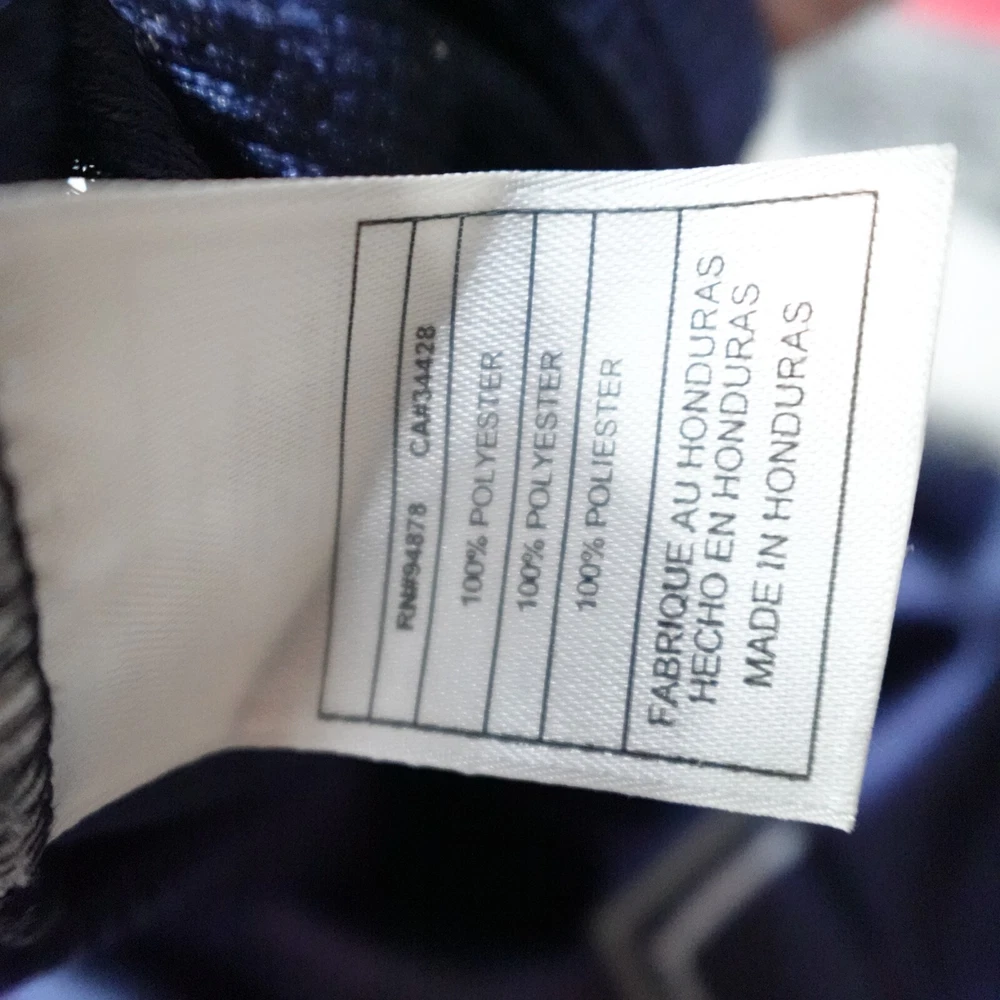 RN#94878 CA#34428
100% POLYESTER
100% POLYESTER
100% POLIESTER
FABRIQUE AU HONDURAS
HECHO EN HONDURAS
MADE IN HONDURAS